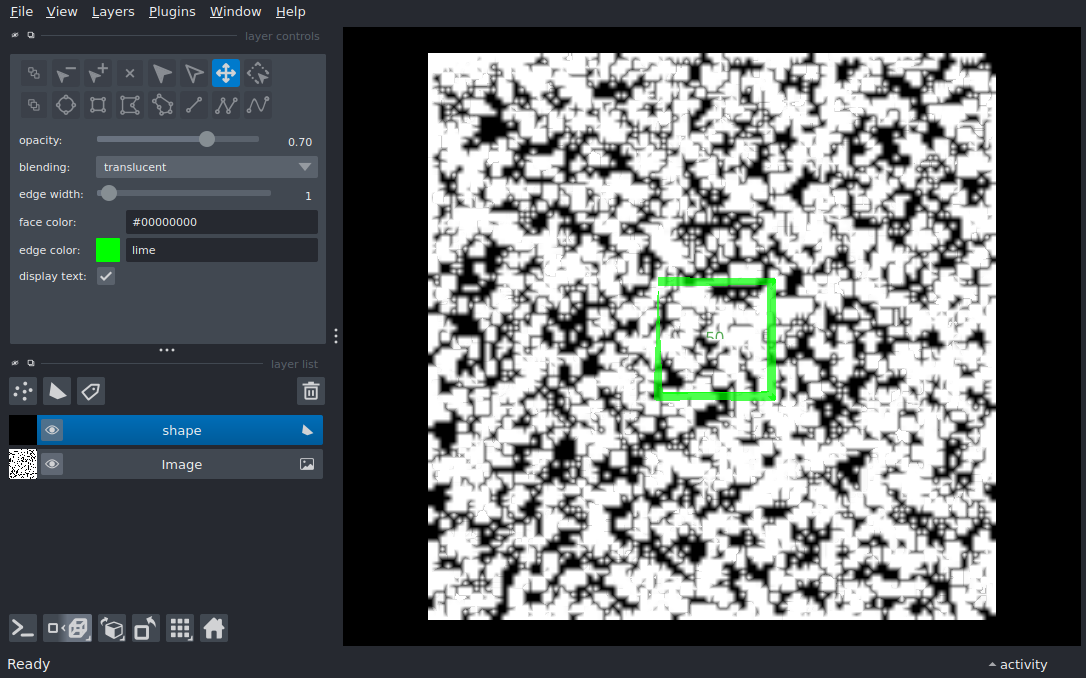 File View Layers Plugins Window Help
layer controls
opacity: 0.70
blending: translucent
edge width: 1
face color: #00000000
edge color: lime
display text:
50
layer list
shape
Image
Ready
activity